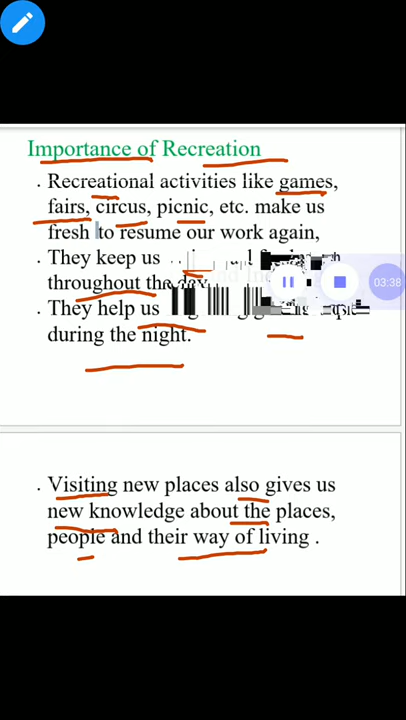 Importance of Recreation
. Recreational activities like games,
fairs, circus, picnic, etc. make us
fresh to resume our work again,
. They keep us
throughout the day
03:38
. They help us
during the night.
. Visiting new places also gives us
new knowledge about the places,
people and their way of living .